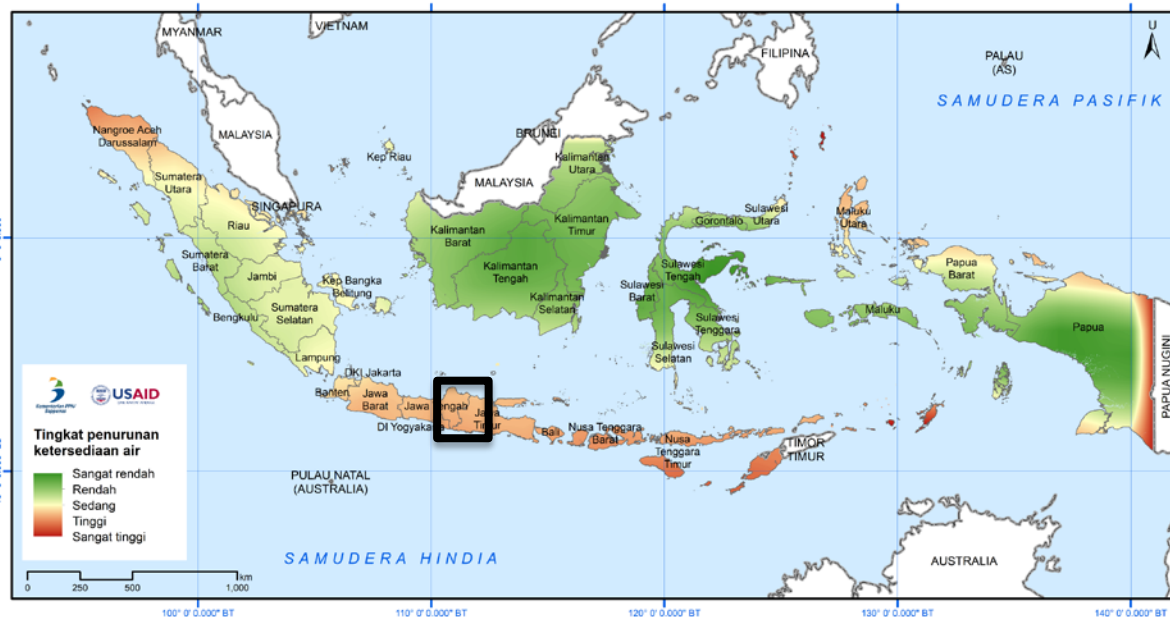 MYANMAR
VIETNAM
FILIPINA
PALAU
(AS)
U
SAMUDERA PASIFIK
Nangroe Aceh
Darussalam
MALAYSIA
BRUNEI
Kep Riau
Kalimantan
Utara
Sumatera
Utara
MALAYSIA
SINGAPURA
Riau
Kalimantan
Barat
Kalimantan
Timur
Gorontalo
Sulawesi
Utara
Maluku
Utara
Sumatera
Barat
Jambi
Kep Bangka
Belitung
Kalimantan
Tengah
Sulawesi
Tengah
Papua
Barat
Sulawesi
Barat
Kalimantan
Selatan
Bengkulu
Sumatera
Selatan
Sulawesi
Tenggara
Maluku
Papua
Lampung
Sulawesi
Selatan
PAPUA NUGINI
DKI Jakarta
Banten
Jawa
Barat
Jawa Tengah
Jawa
Timur
DI Yogyakarta
Bali
Nusa Tenggara
Barat
Nusa
Tenggara
Timur
TIMOR
TIMUR
PULAU NATAL
(AUSTRALIA)
SAMUDERA HINDIA
AUSTRALIA
USAID
Tingkat penurunan
ketersediaan air
Sangat rendah
Rendah
Sedang
Tinggi
Sangat tinggi
0 250 500 1,000 km
100° 0' 0.000" BT 110° 0' 0.000" BT 120° 0' 0.000" BT 130° 0' 0.000" BT 140° 0' 0.000" BT